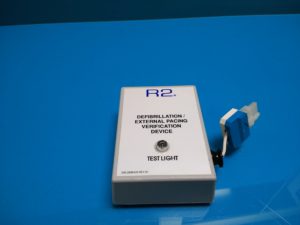 R2
DEFIBRILLATION/
EXTERNAL PACING
VERIFICATION
DEVICE
TEST LIGHT